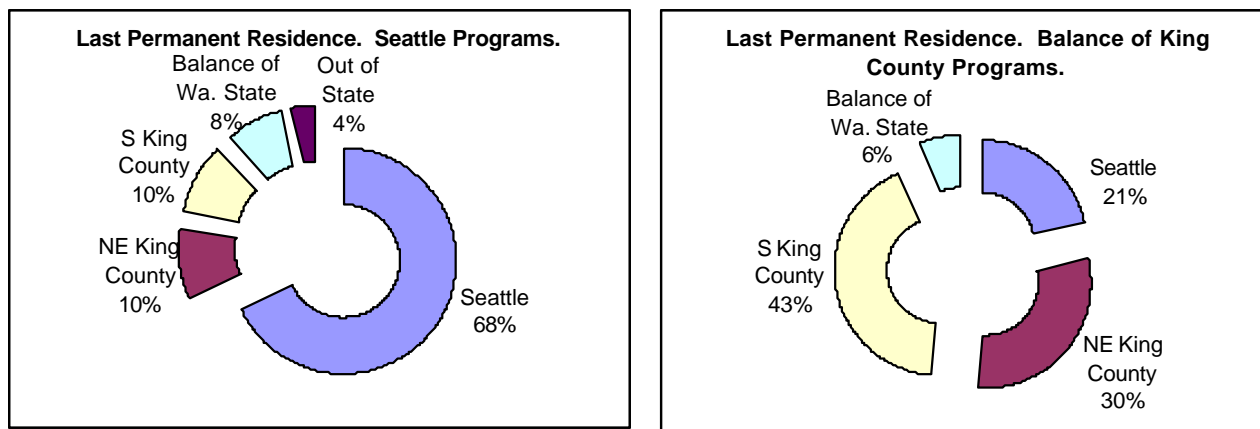 Last Permanent Residence.  Seattle Programs.
Balance of
Wa. State
8%
Out of
State
4%
S King
County
10%
NE King
County
10%
Seattle
68%
Last Permanent Residence.  Balance of King
County Programs.
Balance of
Wa. State
6%
Seattle
21%
S King
County
43%
NE King
County
30%